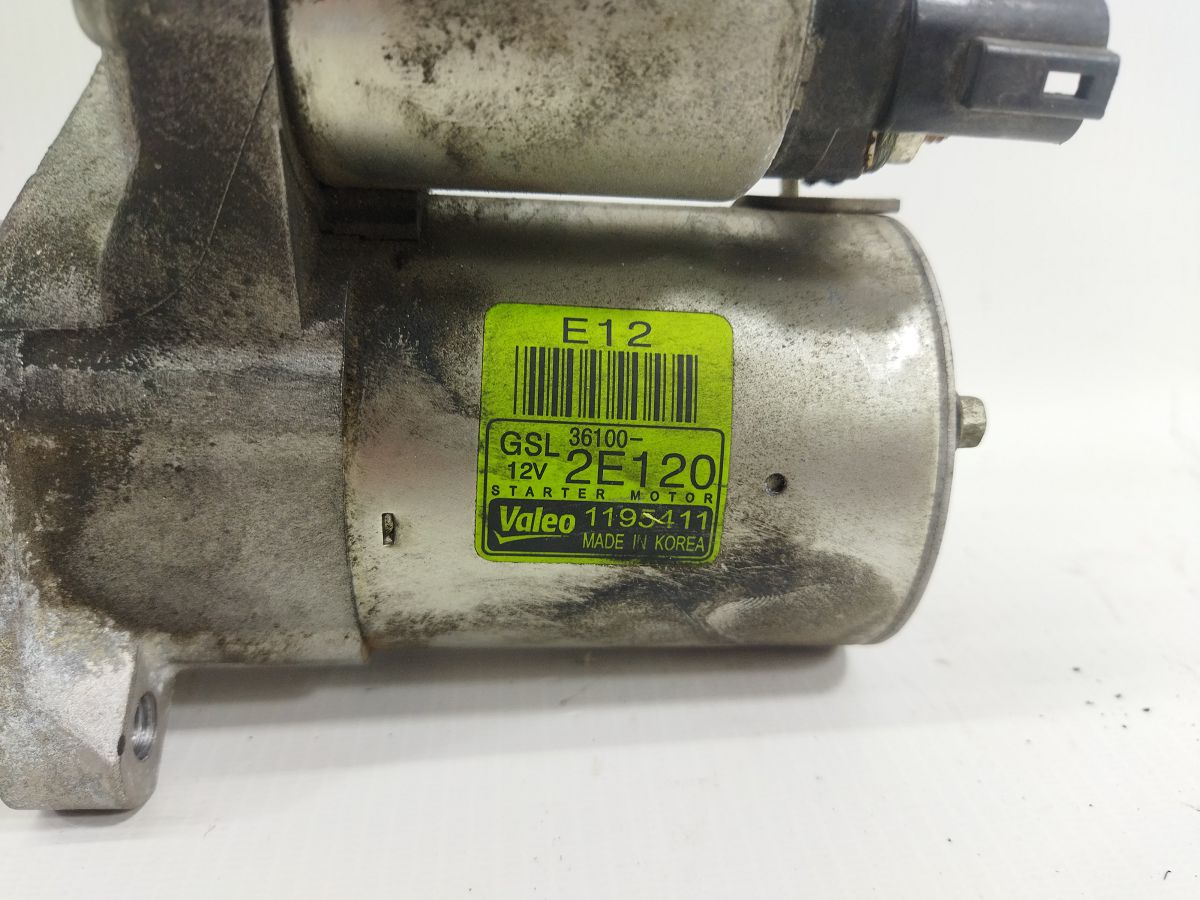 E12
GSL 36100-
12V 2E120
STARTER MOTOR
Valeo 1195411
MADE IN KOREA